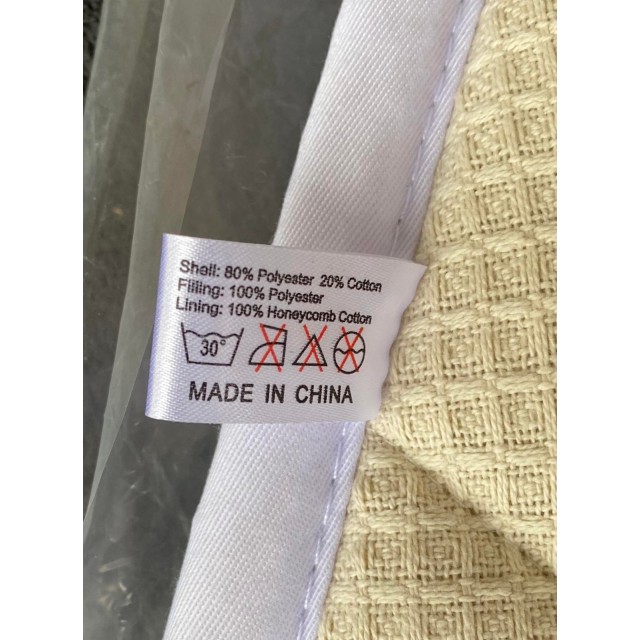 Shell: 80% Polyester 20% Cotton
Filling: 100% Polyester
Lining: 100% Honeycomb Cotton
30°
MADE IN CHINA